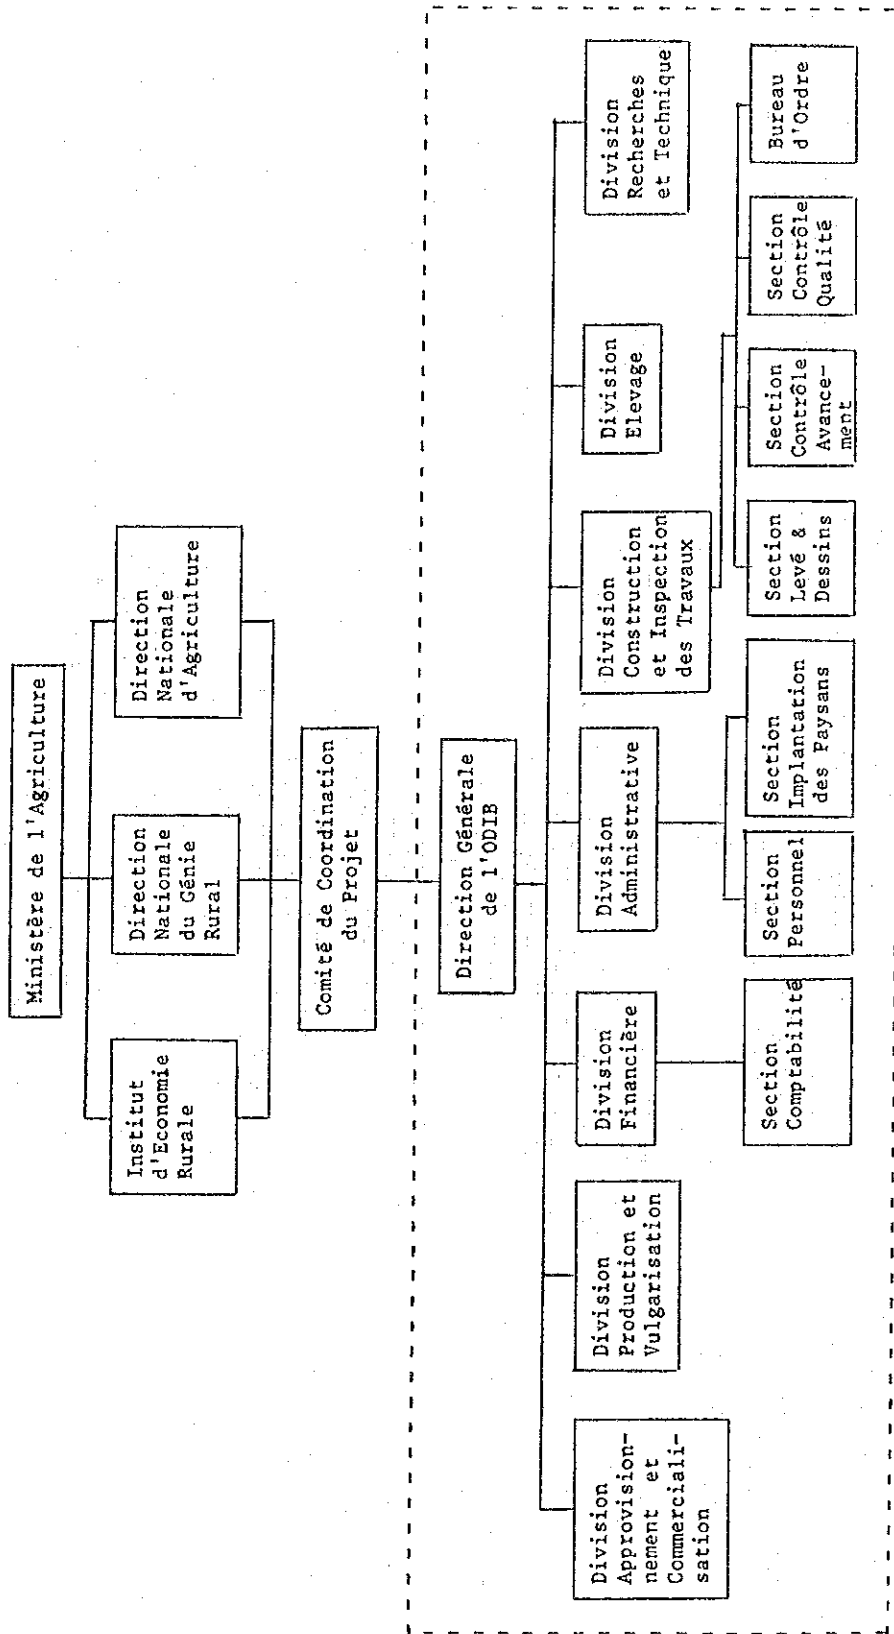 Ministère de l'Agriculture
Institut
d'Economie
Rurale
Direction
Nationale
du Génie
Rural
Direction
Nationale
d'Agriculture
Comité de Coordination
du Projet
Direction Générale
de l'ODIB
Division
Approvision-
nement et
Commerciali-
sation
Division
Production et
Vulgarisation
Division
Financière
Division
Administrative
Division
Construction
et Inspection
des Travaux
Division
Elevage
Division
Recherches
et Technique
Section
Comptabilité
Section
Personnel
Section
Implantation
des Paysans
Section
Levé &
Dessins
Section
Contrôle
Avance-
ment
Section
Contrôle
Qualité
Bureau
d'Ordre